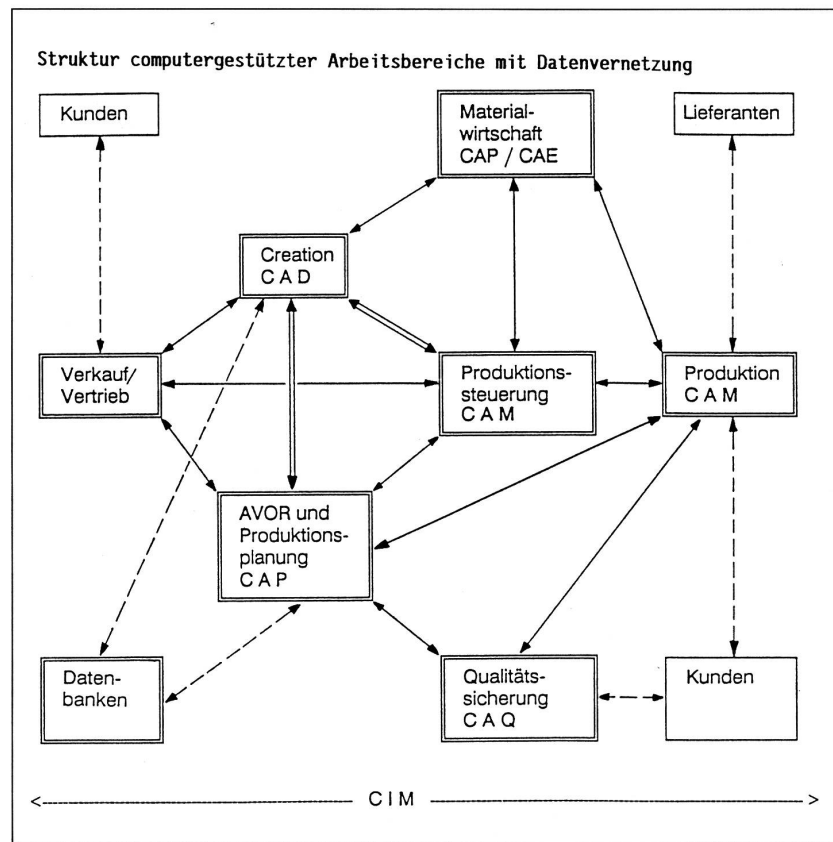 Struktur computergestützter Arbeitsbereiche mit Datenvernetzung
Kunden
Material-
wirtschaft
CAP / CAE
Lieferanten
Creation
C A D
Verkauf/
Vertrieb
Produktionss-
steuerung
C A M
Produktion
C A M
AVOR und
Produktions-
planung
C A P
Daten-
banken
Qualitäts-
sicherung
C A Q
Kunden
C I M